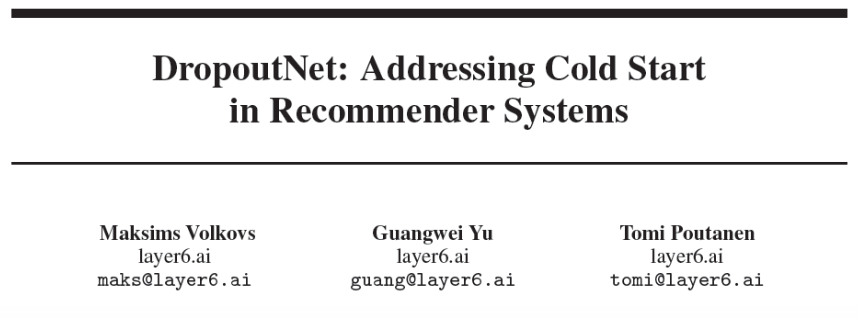 DropoutNet: Addressing Cold Start
in Recommender Systems
Maksims Volkovs Guangwei Yu Tomi Poutanen
layer6.ai layer6.ai layer6.ai
maks@layer6.ai guang@layer6.ai tomi@layer6.ai